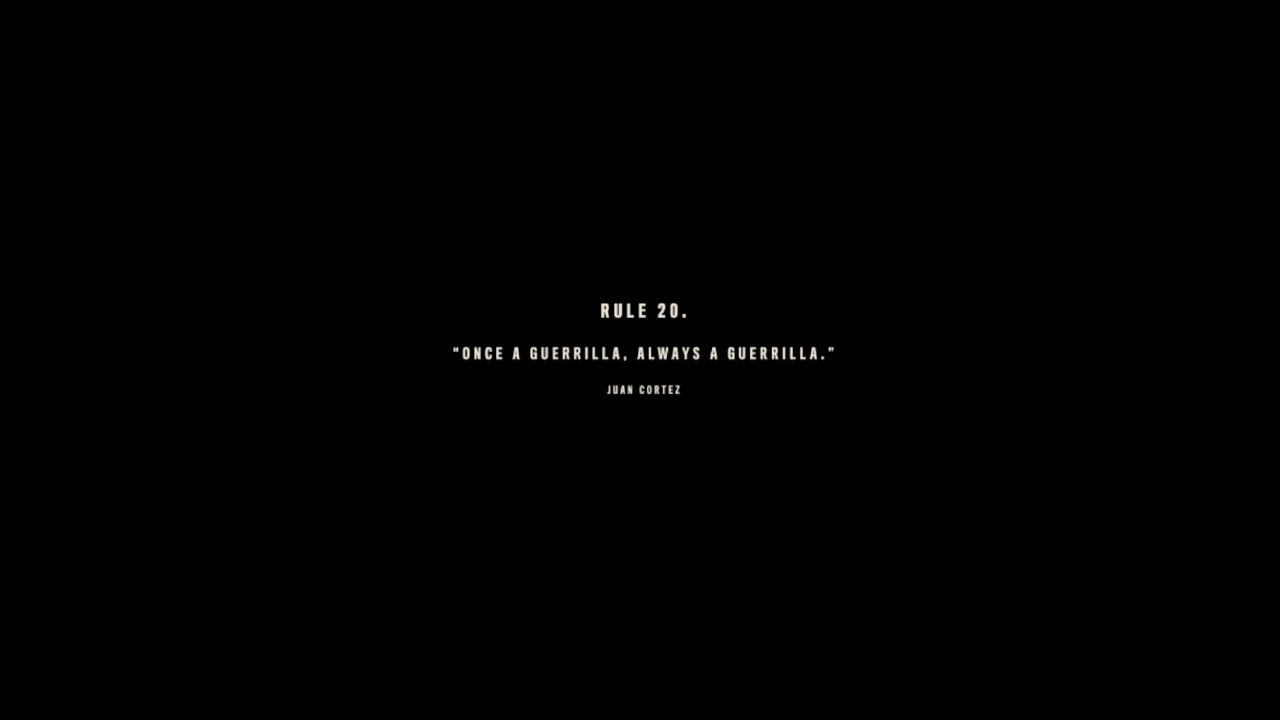 RULE 20.
“ONCE A GUERRILLA, ALWAYS A GUERRILLA.”
JUAN CORTEZ